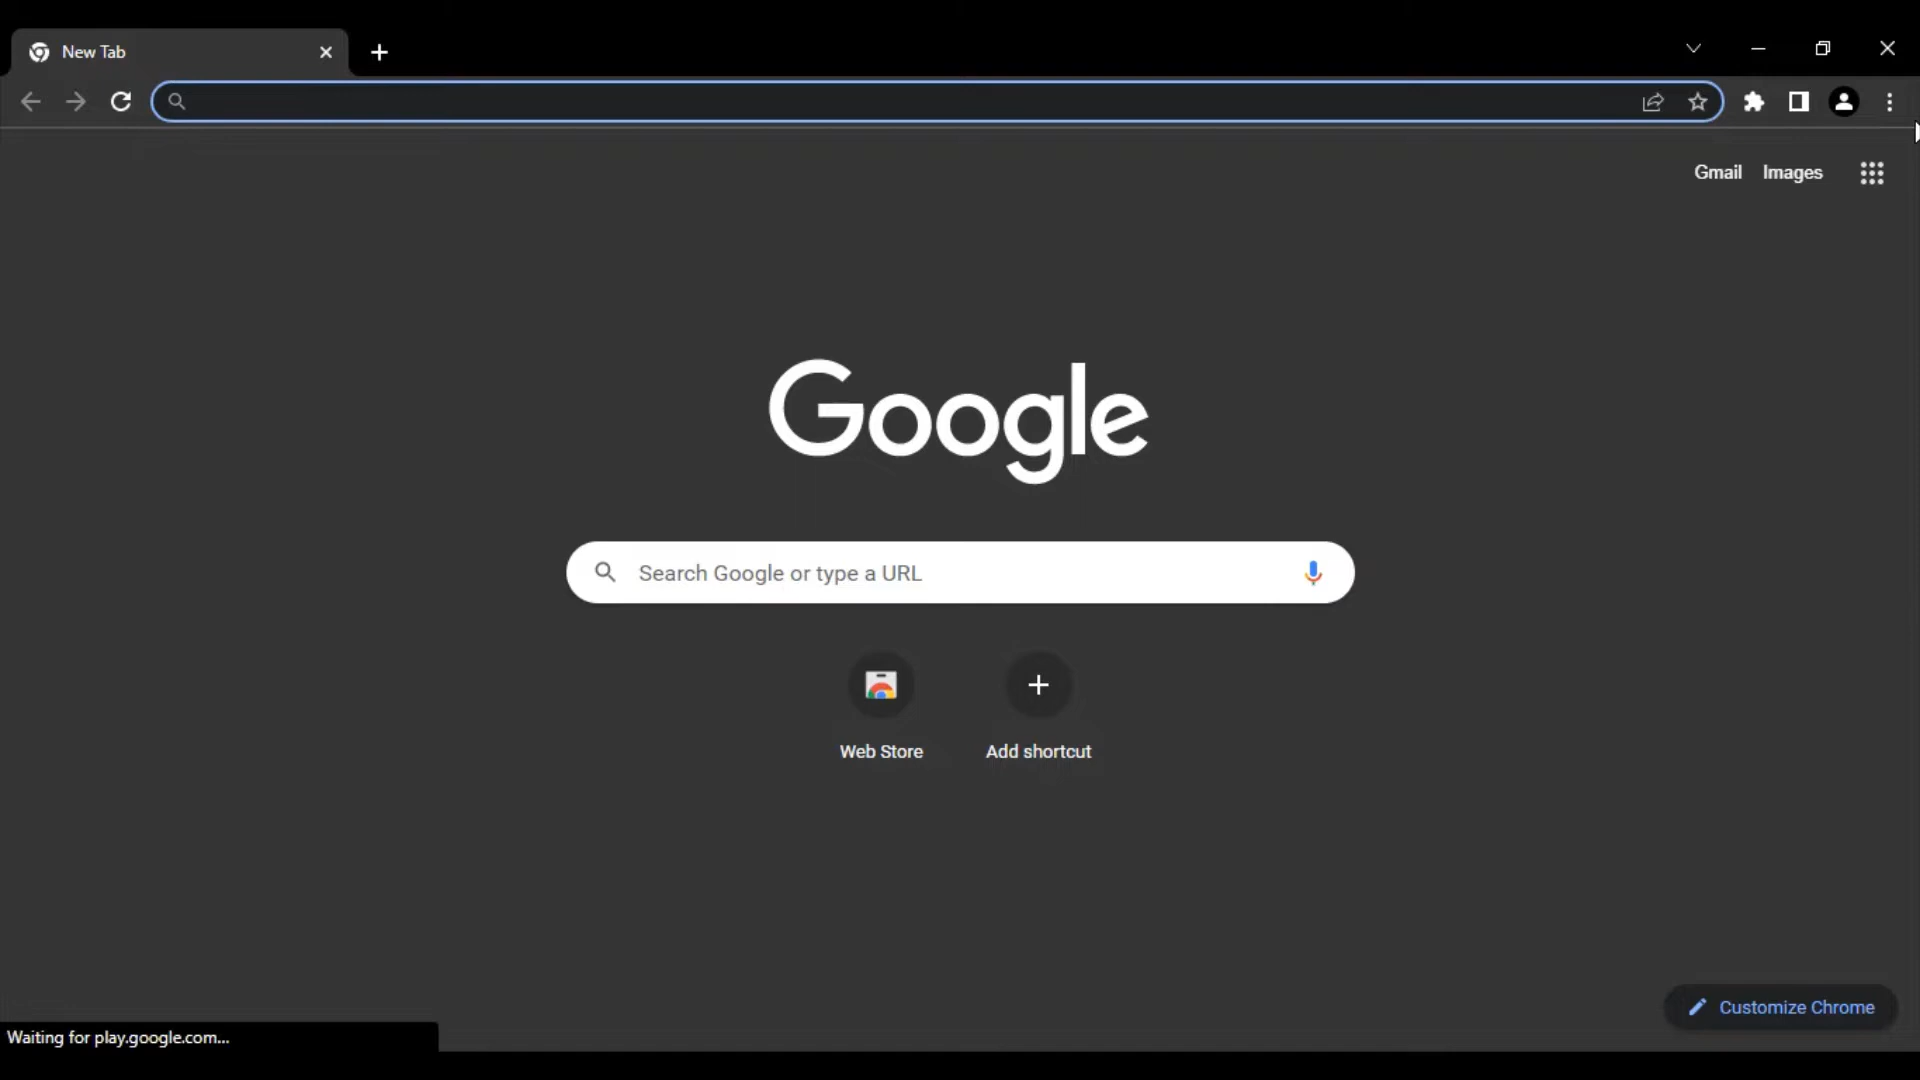 New Tab
Gmail Images
Google
Search Google or type a URL
Web Store Add shortcut
Customize Chrome
Waiting for play.google.com...